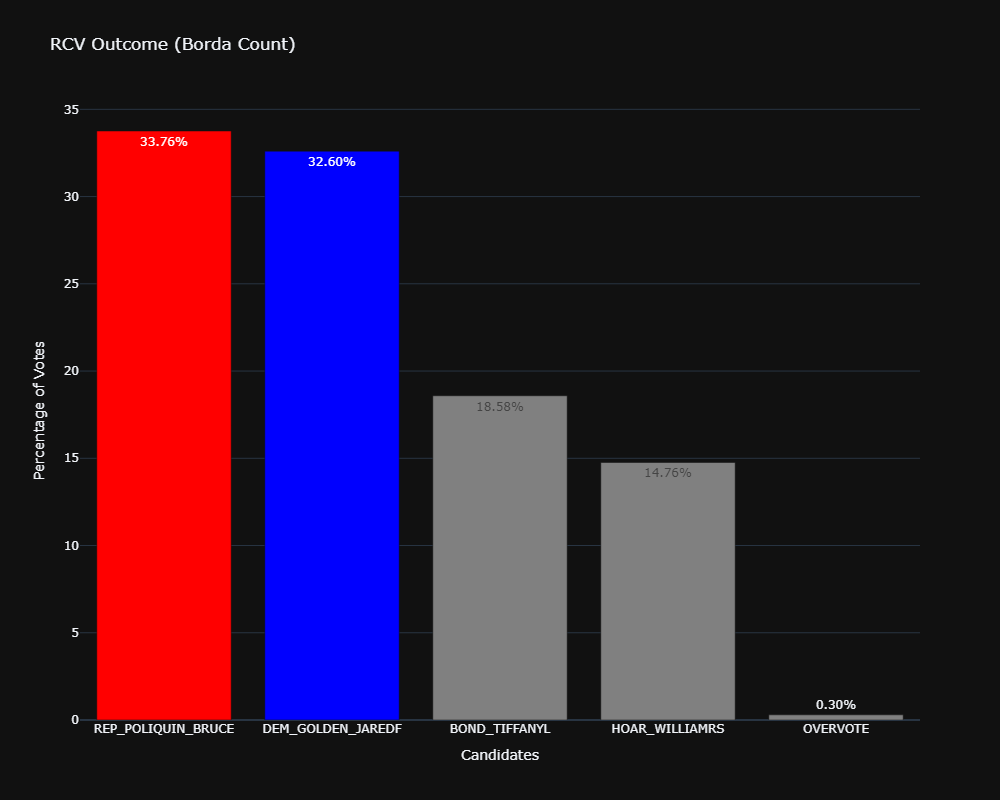 RCV Outcome (Borda Count)
35
30
25
20
15
10
5
0
Percentage of Votes
33.76%
32.60%
18.58%
14.76%
0.30%
REP_POLIQUIN_BRUCE
DEM_GOLDEN_JAREDF
BOND_TIFFANYL
HOAR_WILLIAMRS
OVERVOTE
Candidates